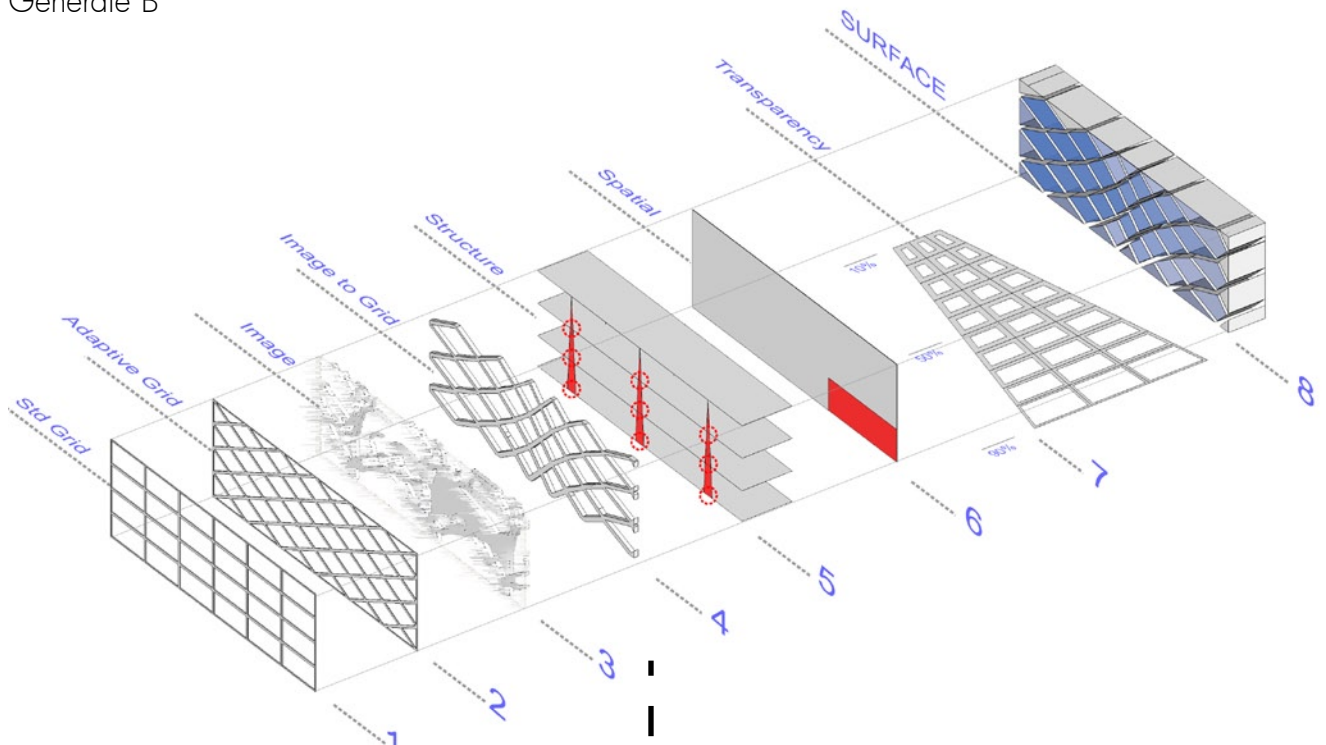 Generate B
SURFACE
Transparency
Spatial
Structure
Image to Grid
Image
Adaptive Grid
Std Grid
10%
50%
90%
1
2
3
4
5
6
7
8